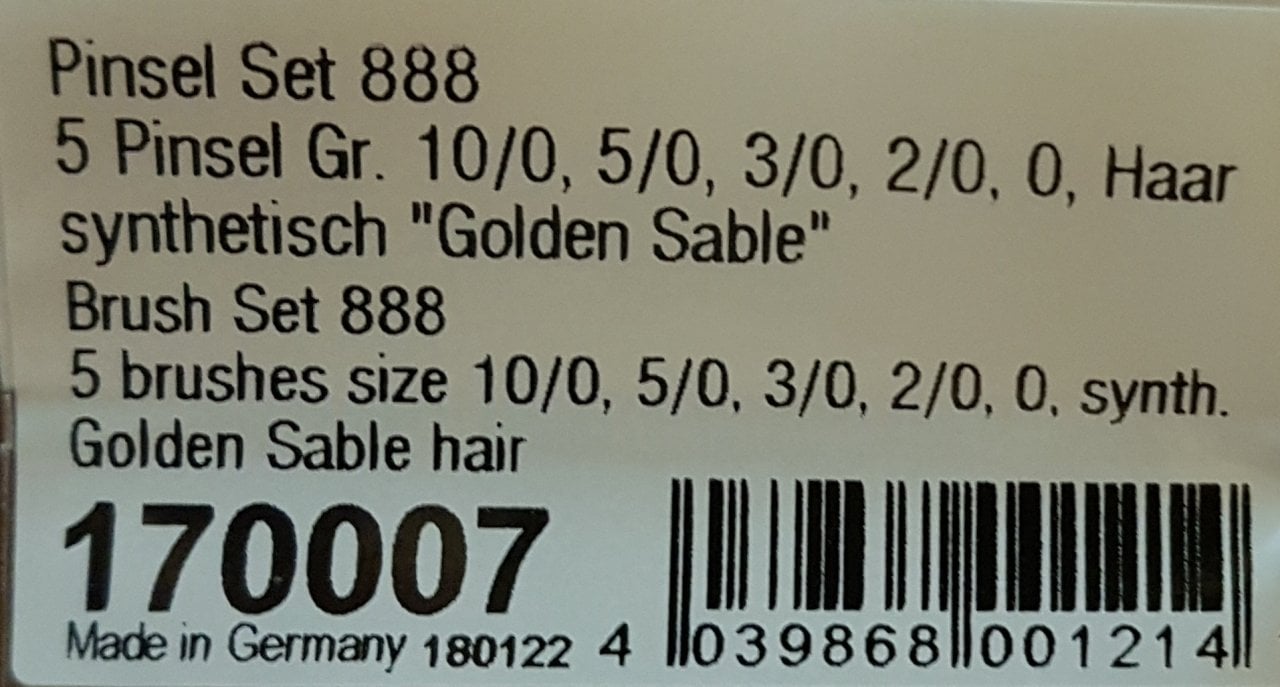 Pinsel Set 888
5 Pinsel Gr. 10/0, 5/0, 3/0, 2/0, 0, Haar
synthetisch "Golden Sable"
Brush Set 888
5 brushes size 10/0, 5/0, 3/0, 2/0, 0, synth.
Golden Sable hair
170007
Made in Germany 180122
4 039868 001214